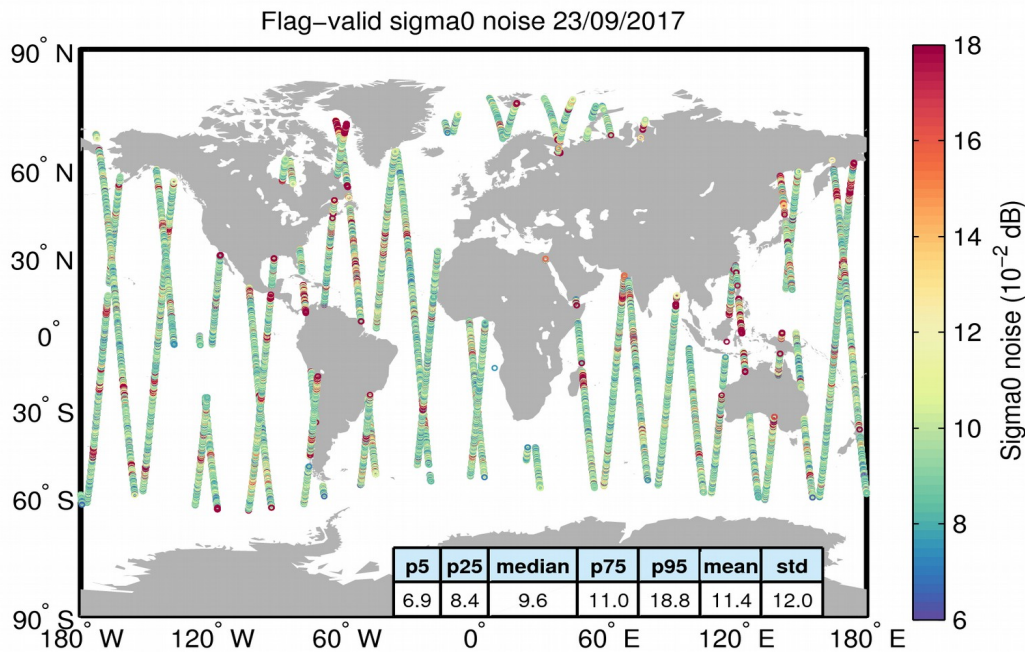 Flag−valid sigma0 noise 23/09/2017
90° N
60° N
30° N
0°
30° S
60° S
90° S
180° W
120° W
60° W
0°
60° E
120° E
180° E
p5 p25 median p75 p95 mean std
6.9 8.4 9.6 11.0 18.8 11.4 12.0
18
16
14
12
10
8
6
Sigma0 noise (10⁻² dB)